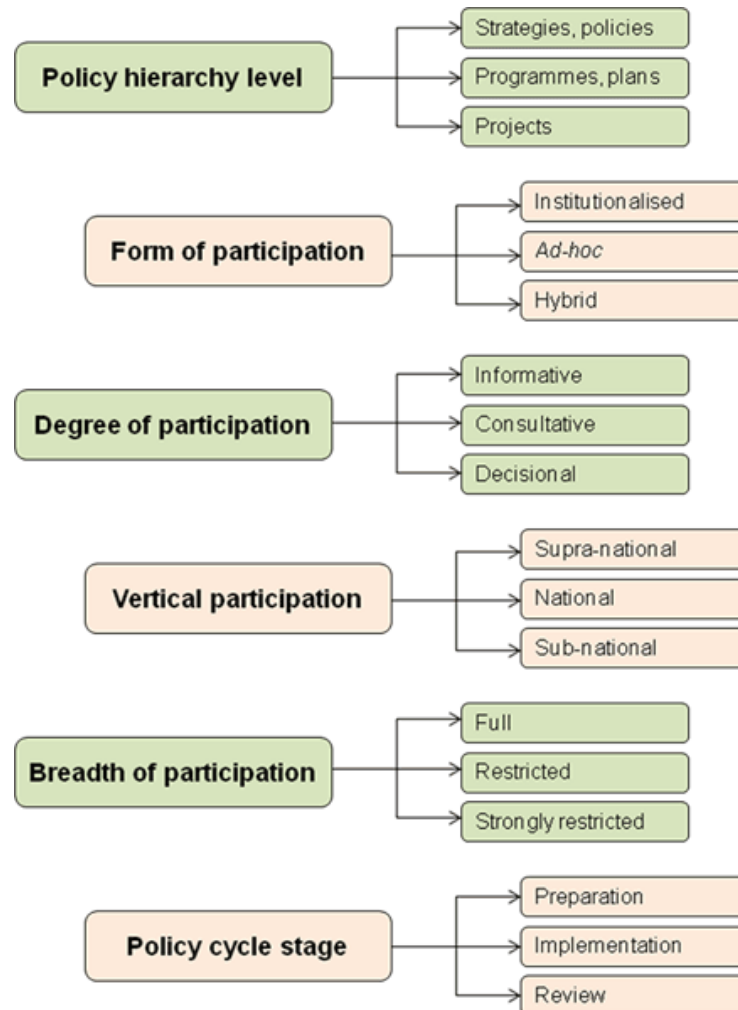 Policy hierarchy level
Strategies, policies
Programmes, plans
Projects
Form of participation
Institutionalised
Ad-hoc
Hybrid
Degree of participation
Informative
Consultative
Decisional
Vertical participation
Supra-national
National
Sub-national
Breadth of participation
Full
Restricted
Strongly restricted
Policy cycle stage
Preparation
Implementation
Review